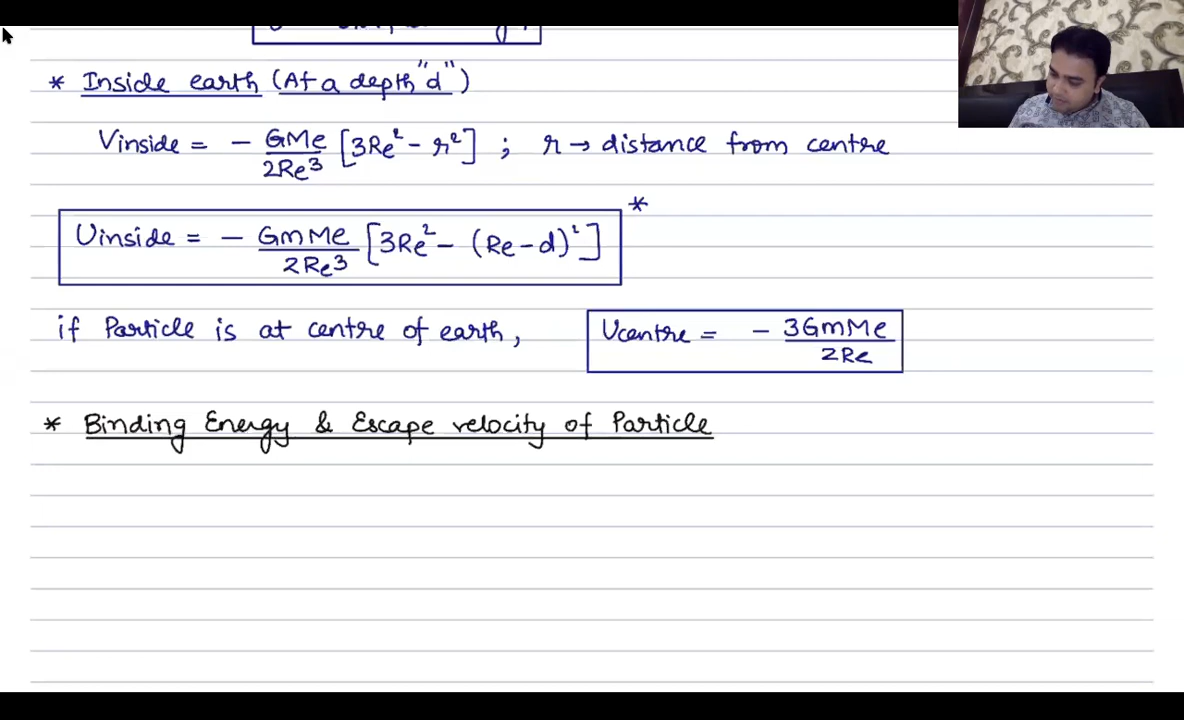 * Inside earth (At a depth "d")
Vinside = - GMe/2Re³ [3Re² - r²] ; r → distance from centre
Uinside = - GmMe/2Re³ [3Re² - (Re-d)²] *
if Particle is at centre of earth, Ucentre = - 3GmMe/2Re
* Binding Energy & Escape velocity of Particle